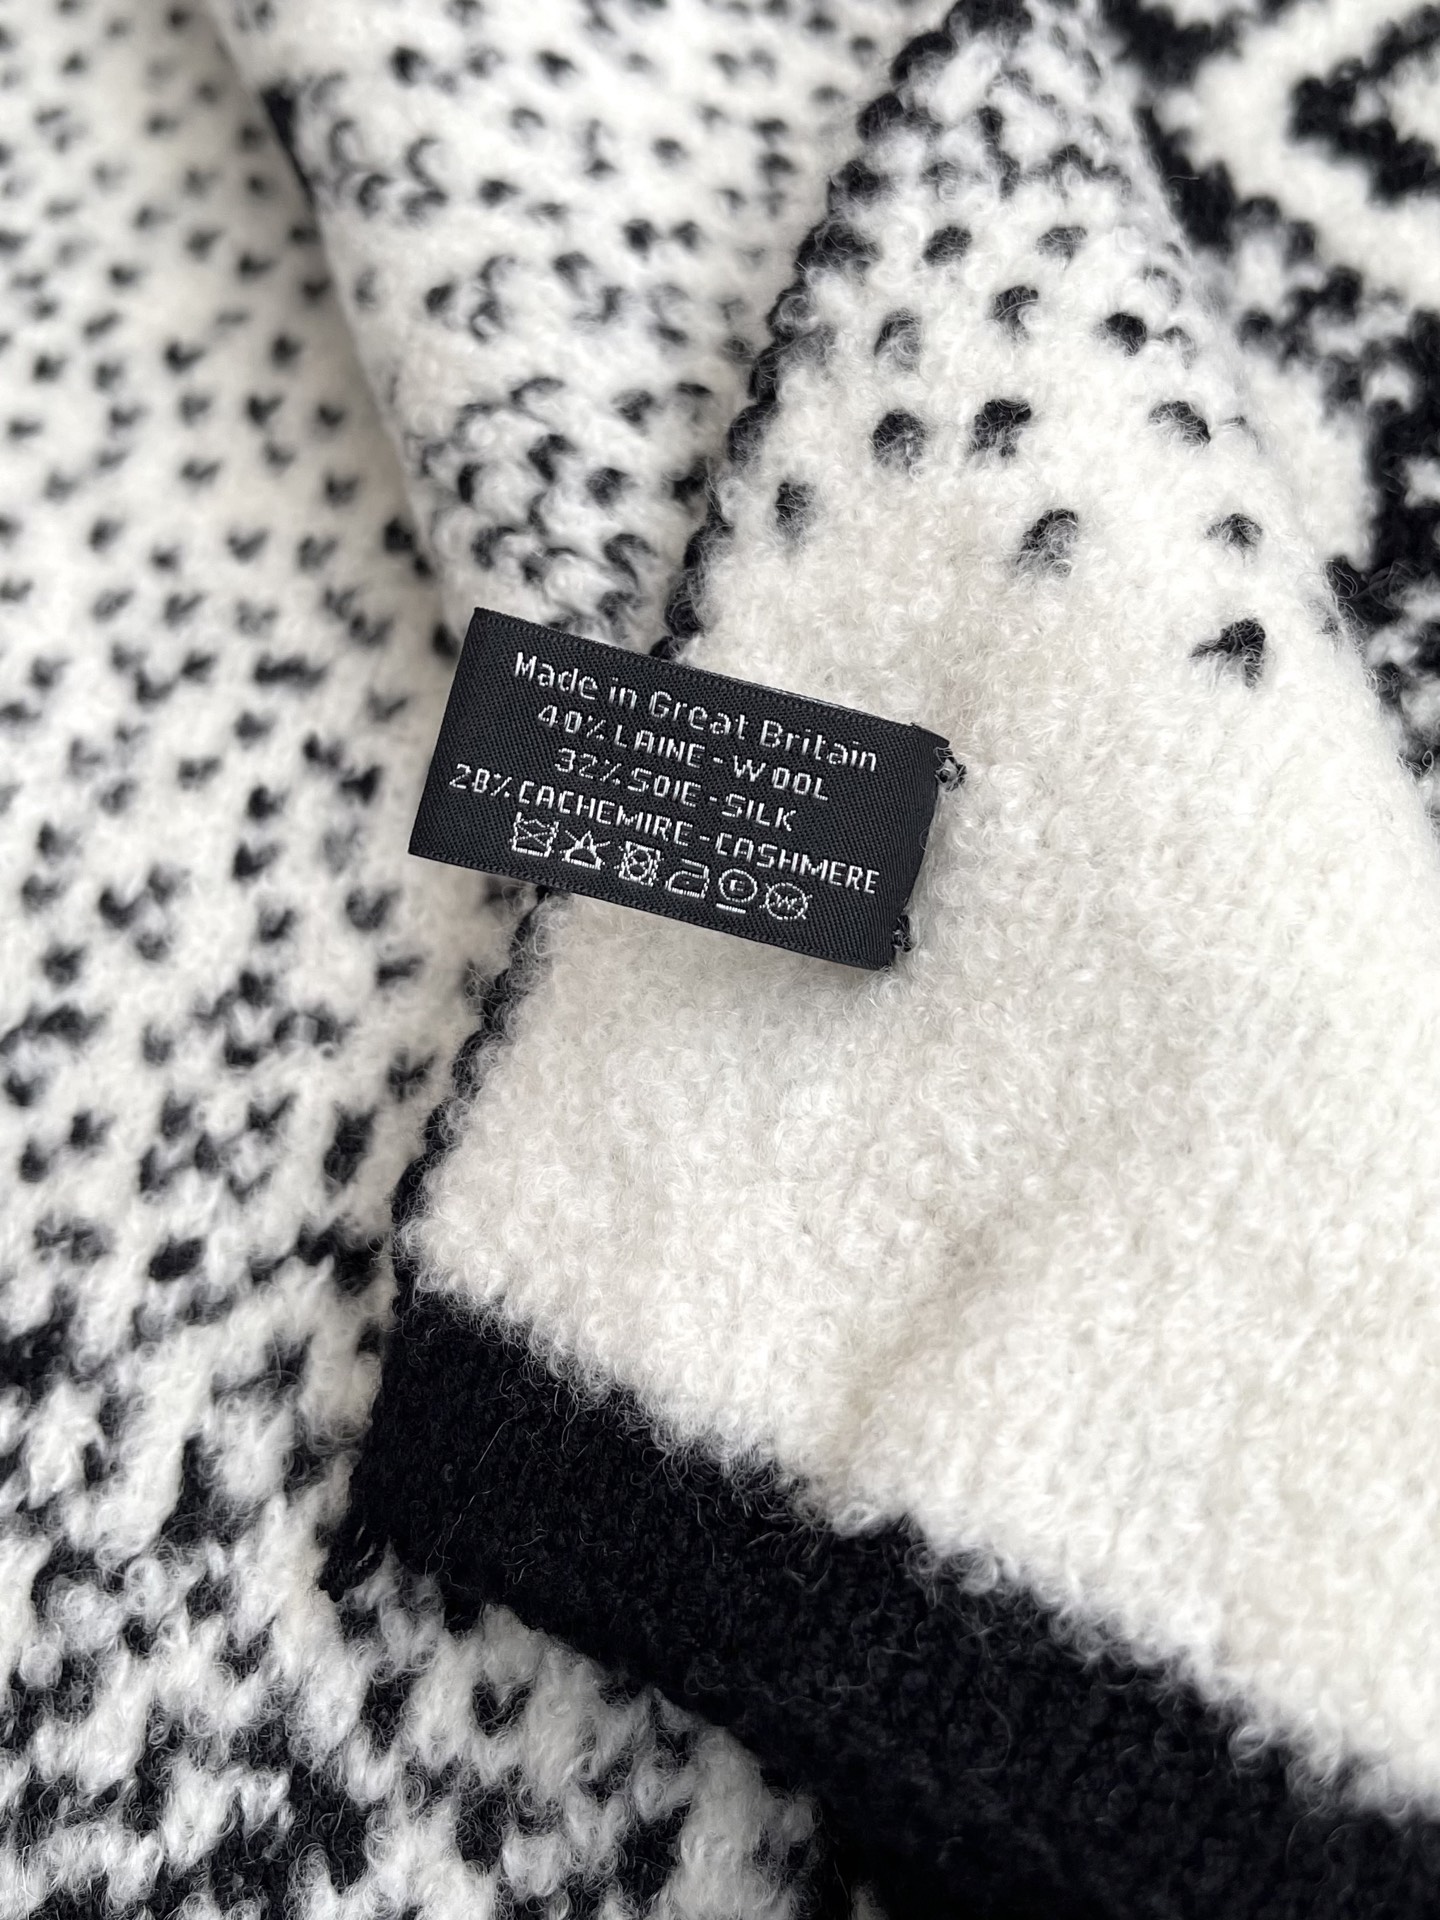 Made in Great Britain
40% LAINE - WOOL
32% SOIE - SILK
28% CACHEMIRE - CASHMERE